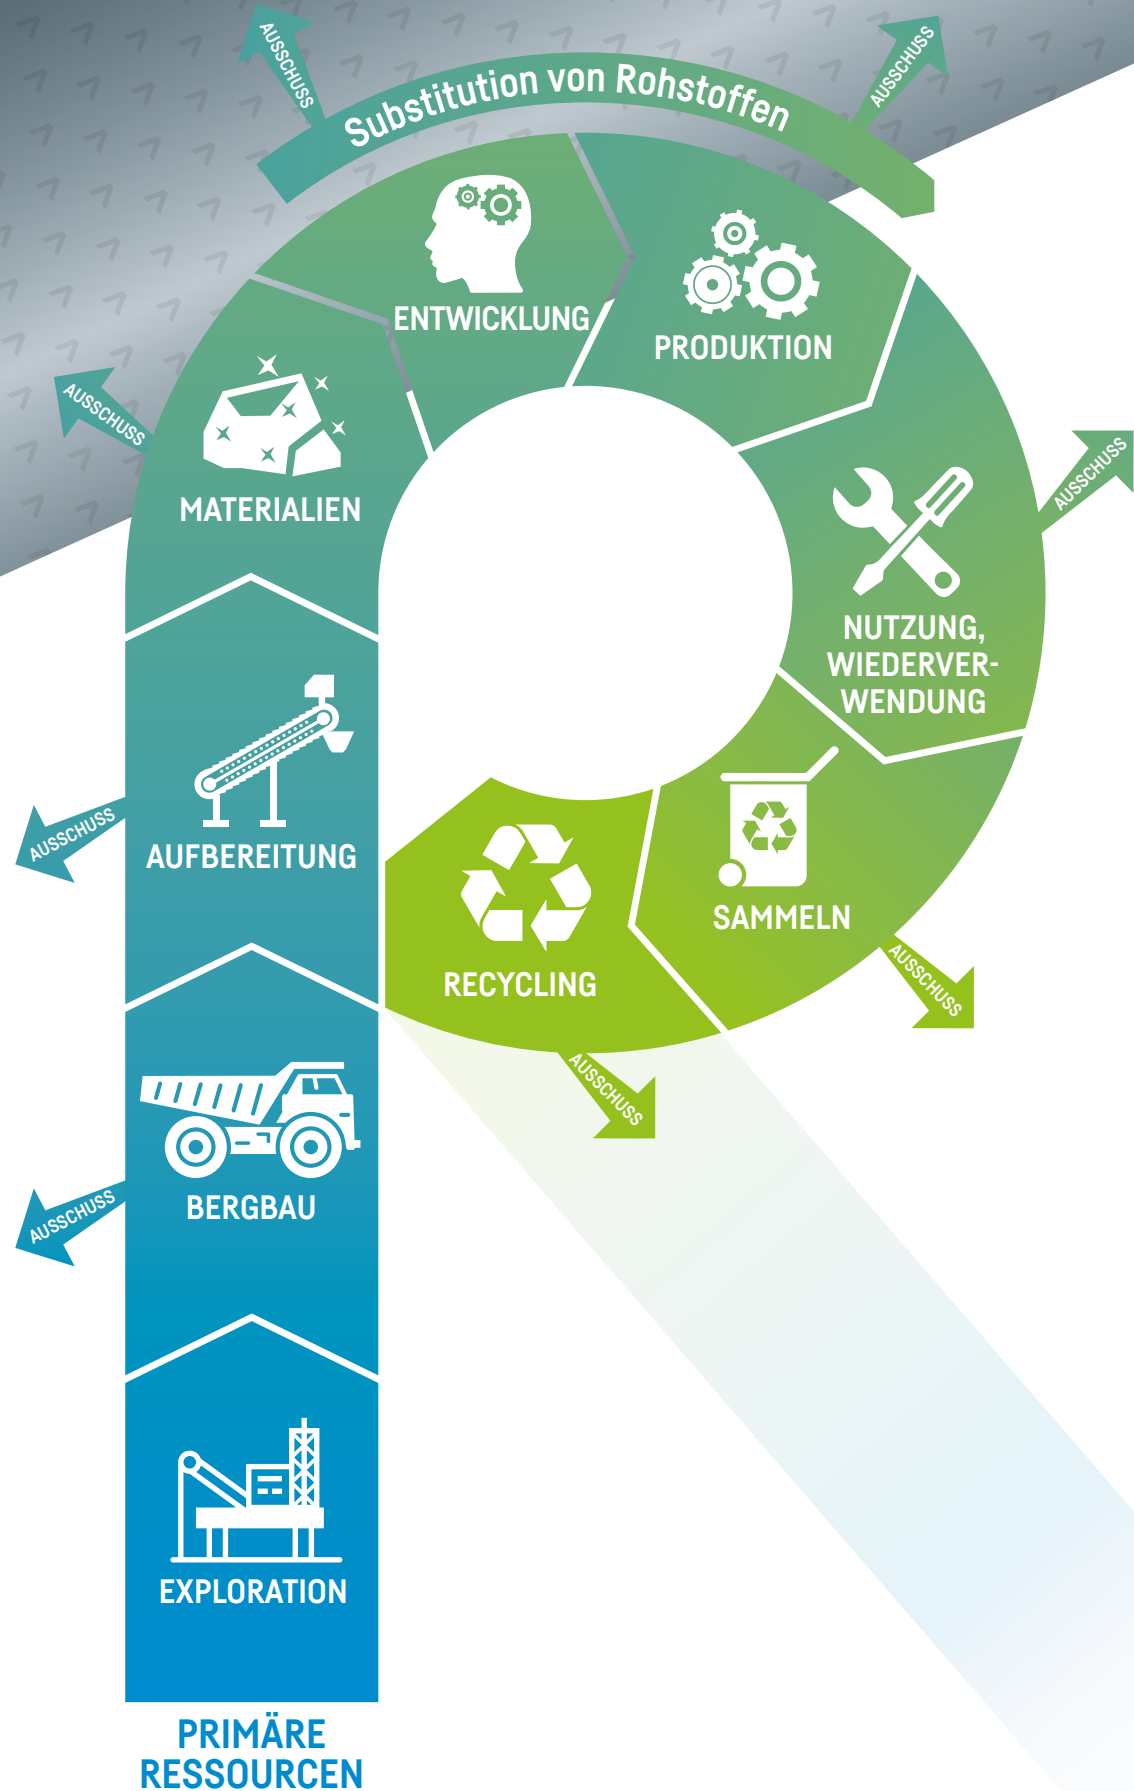 AUSSCHUSS
AUSSCHUSS
Substitution von Rohstoffen
ENTWICKLUNG
PRODUKTION
AUSSCHUSS
MATERIALIEN
AUSSCHUSS
NUTZUNG,
WIEDERVER-
WENDUNG
AUSSCHUSS
AUFBEREITUNG
SAMMELN
RECYCLING
AUSSCHUSS
AUSSCHUSS
AUSSCHUSS
BERGBAU
EXPLORATION
PRIMÄRE
RESSOURCEN